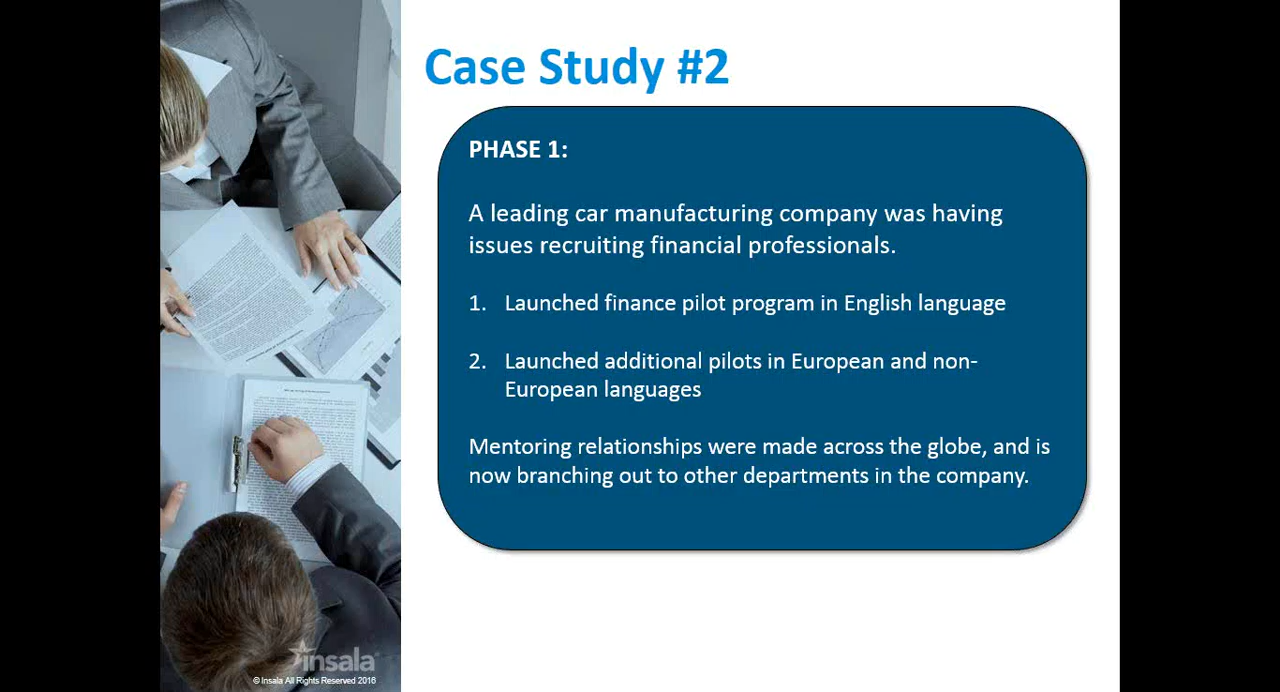 Case Study #2
PHASE 1:
A leading car manufacturing company was having
issues recruiting financial professionals.
1. Launched finance pilot program in English language
2. Launched additional pilots in European and non-
European languages
Mentoring relationships were made across the globe, and is
now branching out to other departments in the company.
insala
© Insala All Rights Reserved 2016